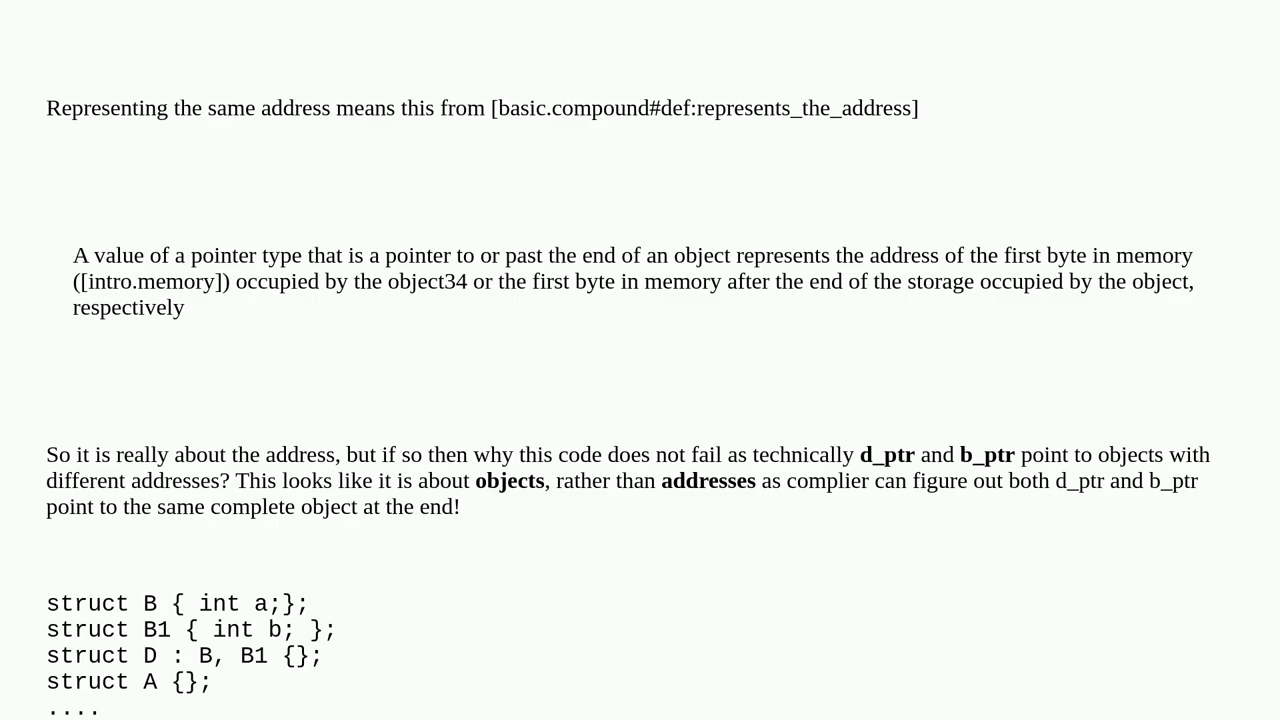 Representing the same address means this from [basic.compound#def:represents_the_address]
A value of a pointer type that is a pointer to or past the end of an object represents the address of the first byte in memory
([intro.memory]) occupied by the object34 or the first byte in memory after the end of the storage occupied by the object,
respectively
So it is really about the address, but if so then why this code does not fail as technically d_ptr and b_ptr point to objects with
different addresses? This looks like it is about objects, rather than addresses as complier can figure out both d_ptr and b_ptr
point to the same complete object at the end!
struct B { int a;};
struct B1 { int b; };
struct D : B, B1 {};
struct A {};
....